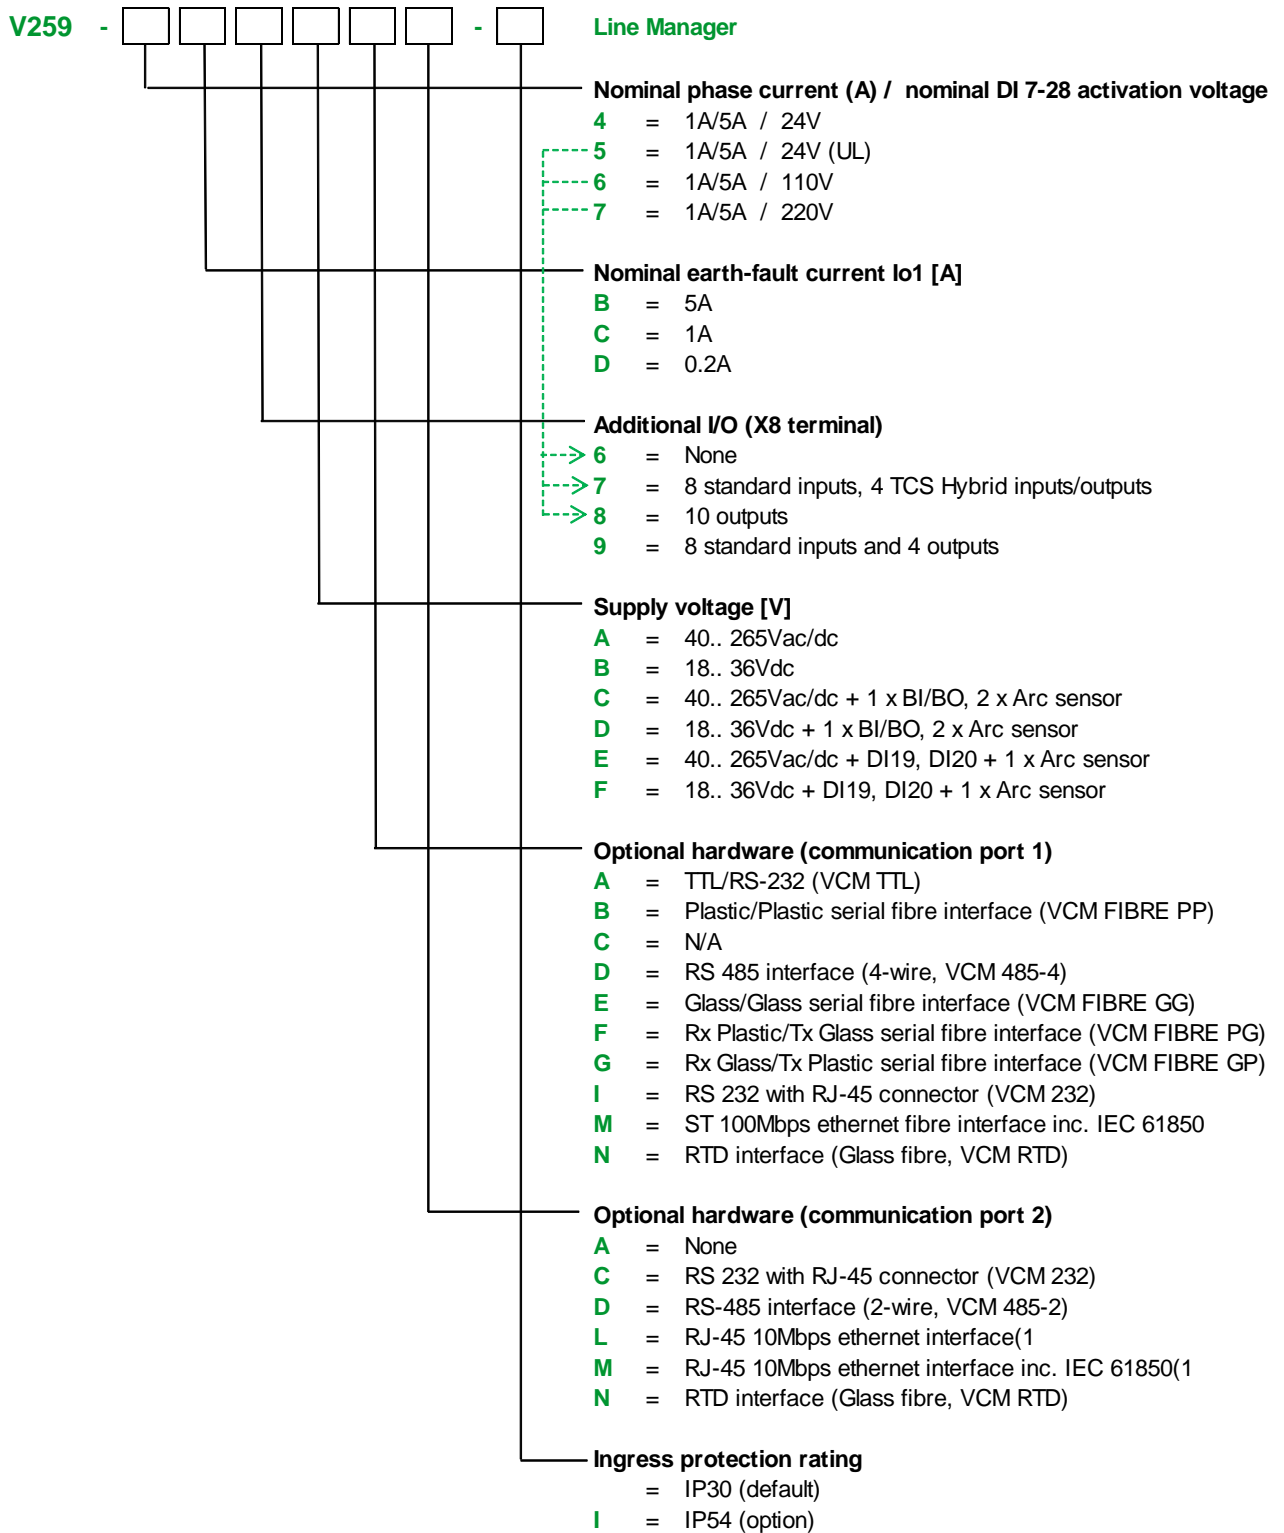 V259 - - Line Manager
Nominal phase current (A) / nominal DI 7-28 activation voltage
4 = 1A/5A / 24V
5 = 1A/5A / 24V (UL)
6 = 1A/5A / 110V
7 = 1A/5A / 220V
Nominal earth-fault current Io1 [A]
B = 5A
C = 1A
D = 0.2A
Additional I/O (X8 terminal)
6 = None
7 = 8 standard inputs, 4 TCS Hybrid inputs/outputs
8 = 10 outputs
9 = 8 standard inputs and 4 outputs
Supply voltage [V]
A = 40.. 265Vac/dc
B = 18.. 36Vdc
C = 40.. 265Vac/dc + 1 x BI/BO, 2 x Arc sensor
D = 18.. 36Vdc + 1 x BI/BO, 2 x Arc sensor
E = 40.. 265Vac/dc + DI19, DI20 + 1 x Arc sensor
F = 18.. 36Vdc + DI19, DI20 + 1 x Arc sensor
Optional hardware (communication port 1)
A = TTL/RS-232 (VCM TTL)
B = Plastic/Plastic serial fibre interface (VCM FIBRE PP)
C = N/A
D = RS 485 interface (4-wire, VCM 485-4)
E = Glass/Glass serial fibre interface (VCM FIBRE GG)
F = Rx Plastic/Tx Glass serial fibre interface (VCM FIBRE PG)
G = Rx Glass/Tx Plastic serial fibre interface (VCM FIBRE GP)
I = RS 232 with RJ-45 connector (VCM 232)
M = ST 100Mbps ethernet fibre interface inc. IEC 61850
N = RTD interface (Glass fibre, VCM RTD)
Optional hardware (communication port 2)
A = None
C = RS 232 with RJ-45 connector (VCM 232)
D = RS-485 interface (2-wire, VCM 485-2)
L = RJ-45 10Mbps ethernet interface(1
M = RJ-45 10Mbps ethernet interface inc. IEC 61850(1
N = RTD interface (Glass fibre, VCM RTD)
Ingress protection rating
= IP30 (default)
I = IP54 (option)